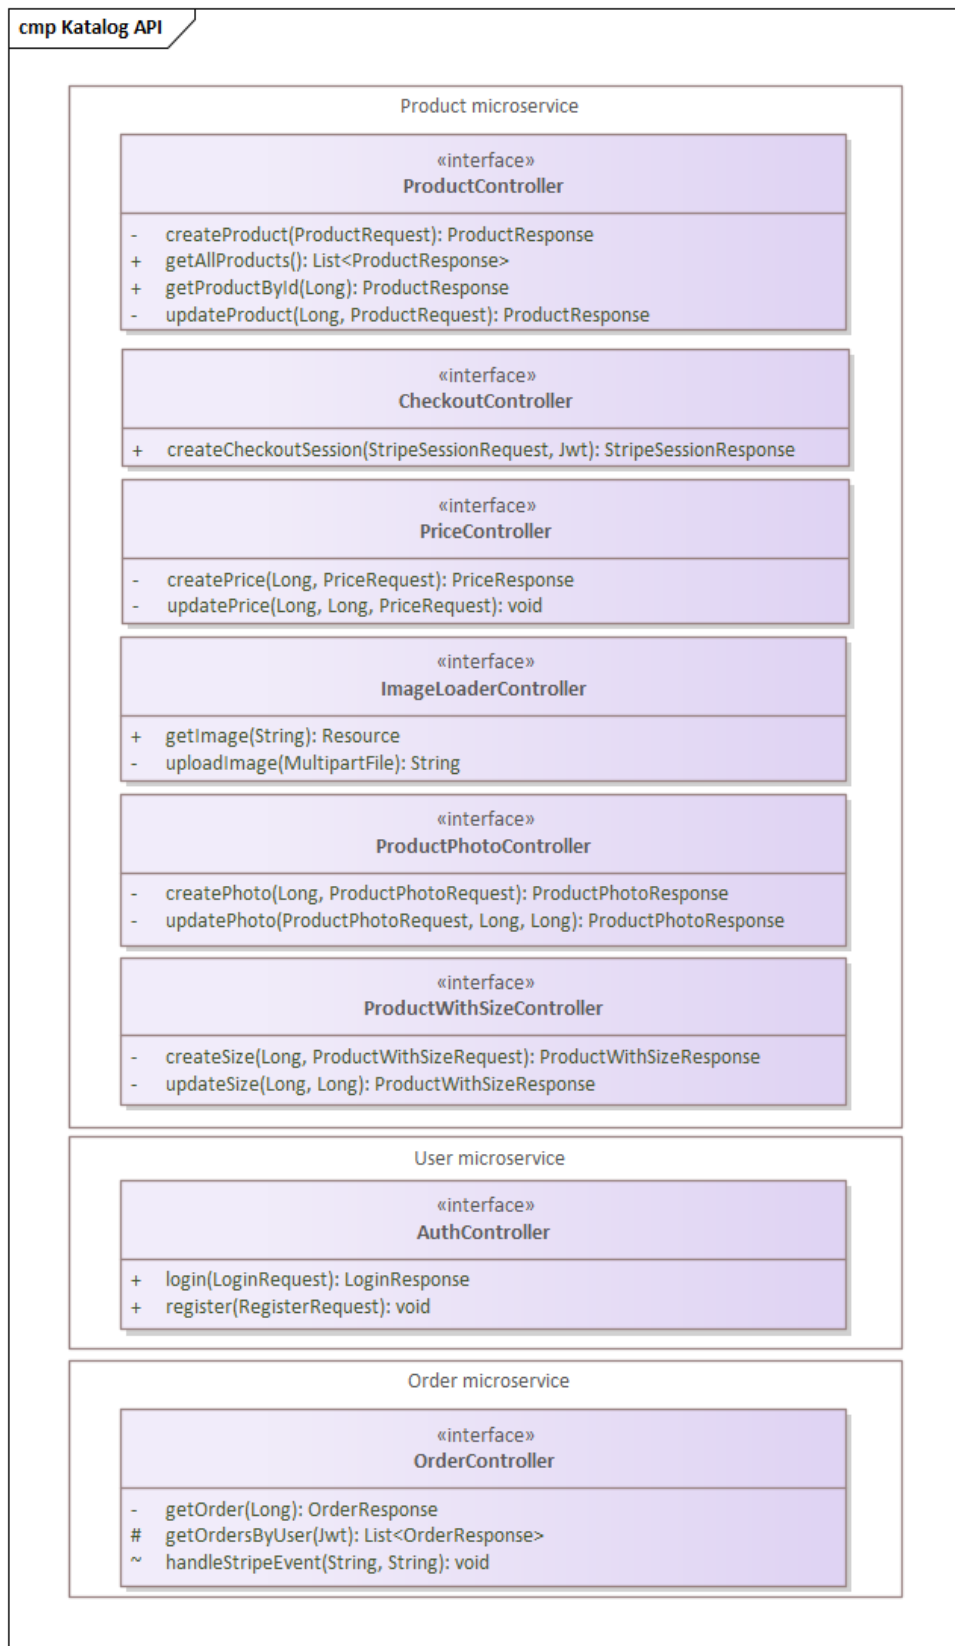 cmp Katalog API
Product microservice
«interface»
ProductController
- createProduct(ProductRequest): ProductResponse
+ getAllProducts(): List<ProductResponse>
+ getProductById(Long): ProductResponse
- updateProduct(Long, ProductRequest): ProductResponse
«interface»
CheckoutController
+ createCheckoutSession(StripeSessionRequest, Jwt): StripeSessionResponse
«interface»
PriceController
- createPrice(Long, PriceRequest): PriceResponse
- updatePrice(Long, Long, PriceRequest): void
«interface»
ImageLoaderController
+ getImage(String): Resource
- uploadImage(MultipartFile): String
«interface»
ProductPhotoController
- createPhoto(Long, ProductPhotoRequest): ProductPhotoResponse
- updatePhoto(ProductPhotoRequest, Long, Long): ProductPhotoResponse
«interface»
ProductWithSizeController
- createSize(Long, ProductWithSizeRequest): ProductWithSizeResponse
- updateSize(Long, Long): ProductWithSizeResponse
User microservice
«interface»
AuthController
+ login(LoginRequest): LoginResponse
+ register(RegisterRequest): void
Order microservice
«interface»
OrderController
- getOrder(Long): OrderResponse
# getOrdersByUser(Jwt): List<OrderResponse>
~ handleStripeEvent(String, String): void